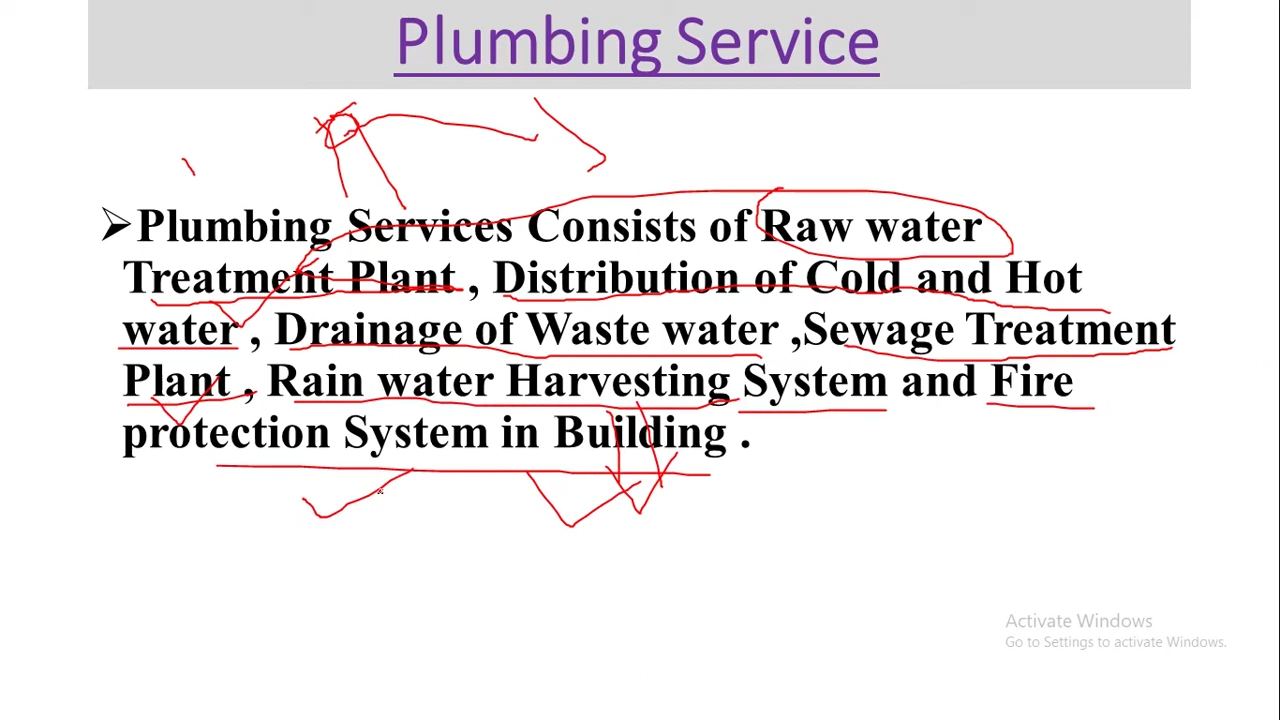 Plumbing Service
➢Plumbing Services Consists of Raw water
Treatment Plant , Distribution of Cold and Hot
water , Drainage of Waste water ,Sewage Treatment
Plant , Rain water Harvesting System and Fire
protection System in Building .
Activate Windows
Go to Settings to activate Windows.